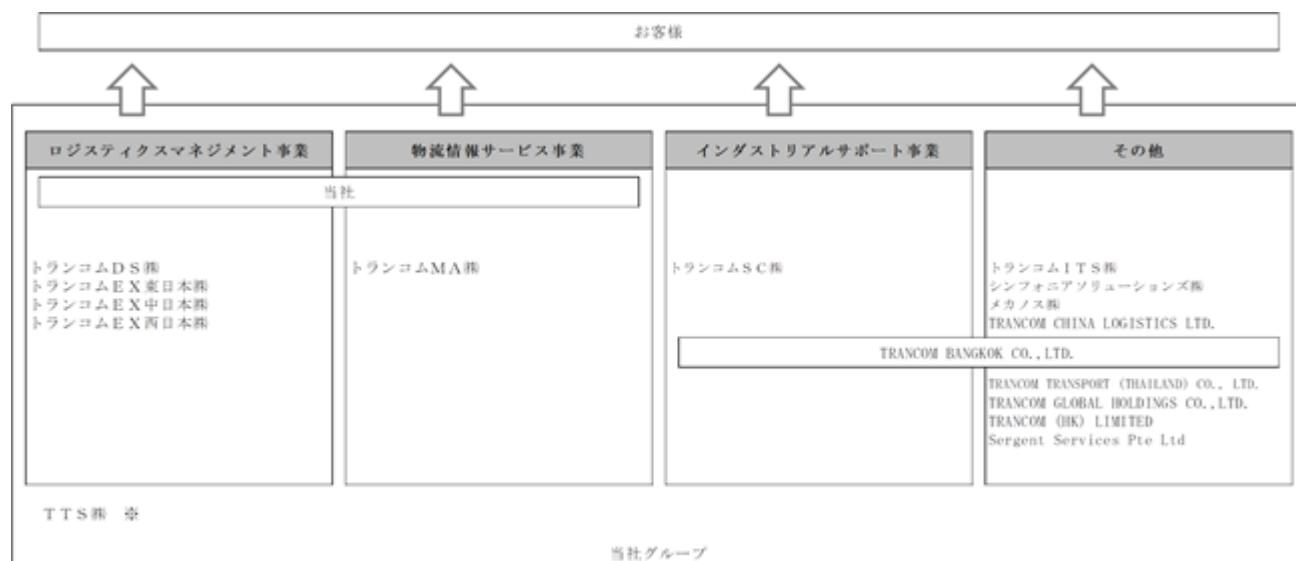 お客様
ロジスティクスマネジメント事業
物流情報サービス事業
インダストリアルサポート事業
その他
当社
トランコムDS㈱
トランコムEX東日本㈱
トランコムEX中日本㈱
トランコムEX西日本㈱
トランコムMA㈱
トランコムSC㈱
トランコムITS㈱
シンフォニアソリューションズ㈱
メカノス㈱
TRANCOM CHINA LOGISTICS LTD.
TRANCOM BANGKOK CO.,LTD.
TRANCOM TRANSPORT (THAILAND) CO., LTD.
TRANCOM GLOBAL HOLDINGS CO.,LTD.
TRANCOM (HK) LIMITED
Sergent Services Pte Ltd
TTS㈱ ※
当社グループ